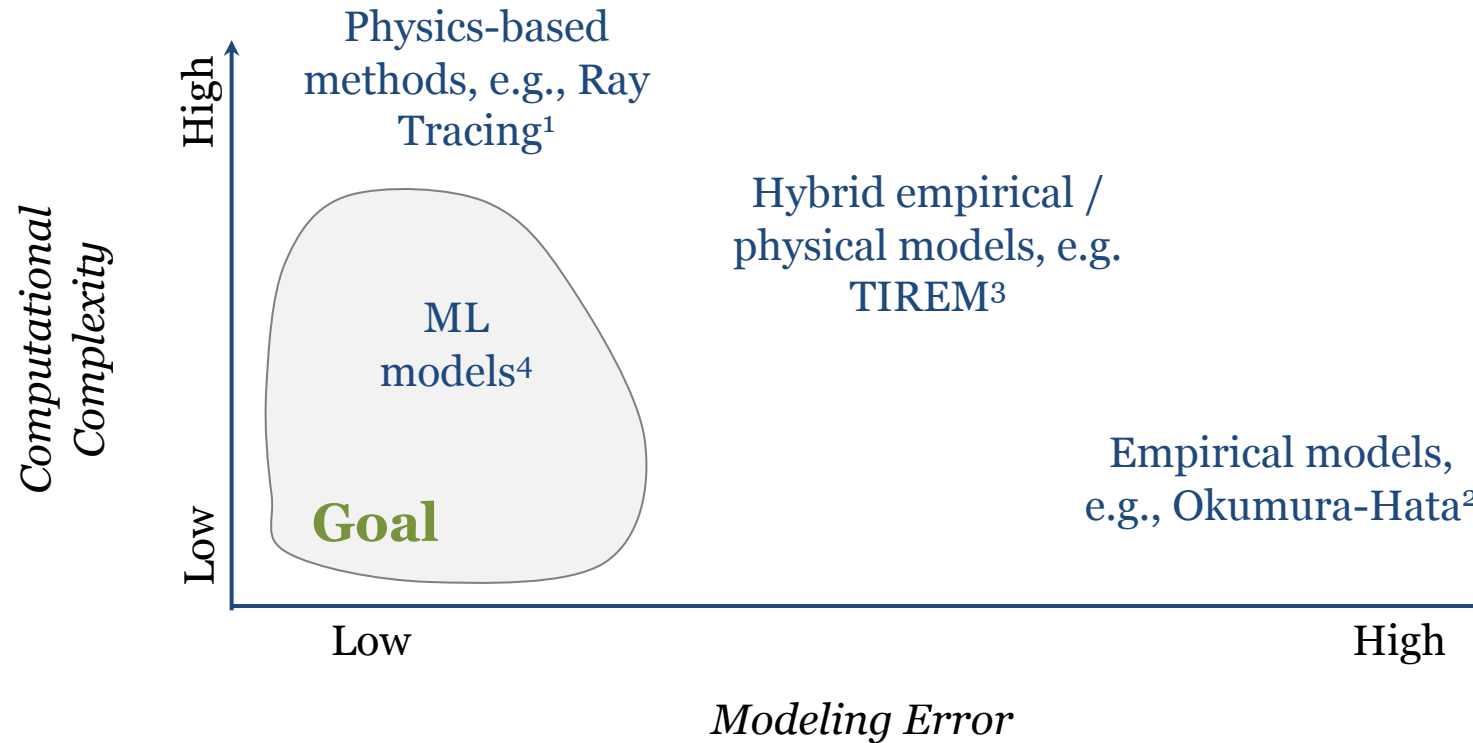 Physics-based
methods, e.g., Ray
Tracing¹
High
Hybrid empirical /
physical models, e.g.
TIREM³
Computational
Complexity
ML
models⁴
Empirical models,
e.g., Okumura-Hata²
Goal
Low
Low
High
Modeling Error